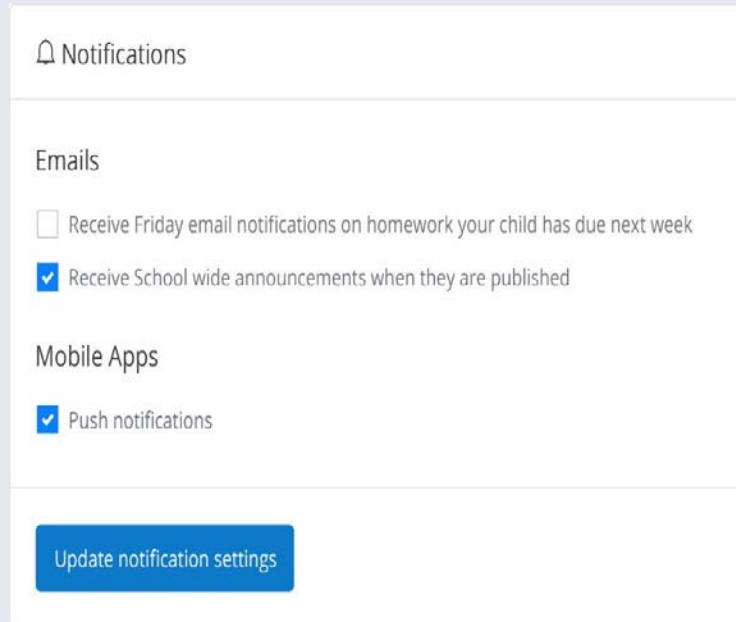 Notifications
Emails
Receive Friday email notifications on homework your child has due next week
Receive School wide announcements when they are published
Mobile Apps
Push notifications
Update notification settings